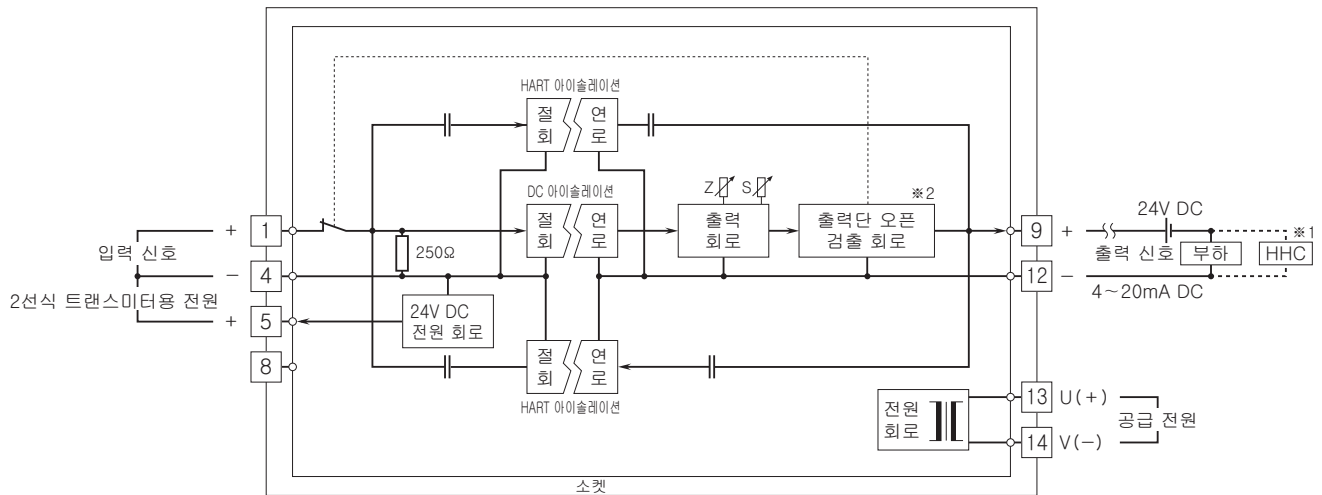 HART 아이솔레이션
절 연
회 로
DC 아이솔레이션
절 연
회 로
Z S
출력
회로
※2
출력단 오픈
검출 회로
+ 1
입력 신호
250Ω
- 4
2선식 트랜스미터용 전원
+ 5
24V DC
전원 회로
8
절 연
회 로
HART 아이솔레이션
9 +
24V DC
출력 신호
부하
※1
HHC
12 -
4~20mA DC
전원
회로
13 U(+)
공급 전원
14 V(-)
소켓